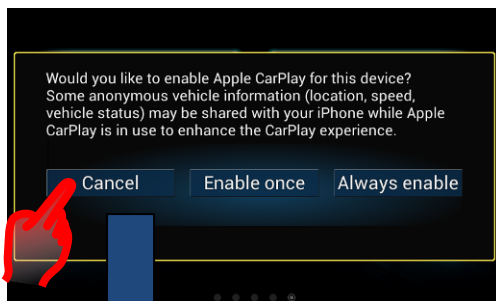 Would you like to enable Apple CarPlay for this device?
Some anonymous vehicle information (location, speed,
vehicle status) may be shared with your iPhone while Apple
CarPlay is in use to enhance the CarPlay experience.
Cancel Enable once Always enable